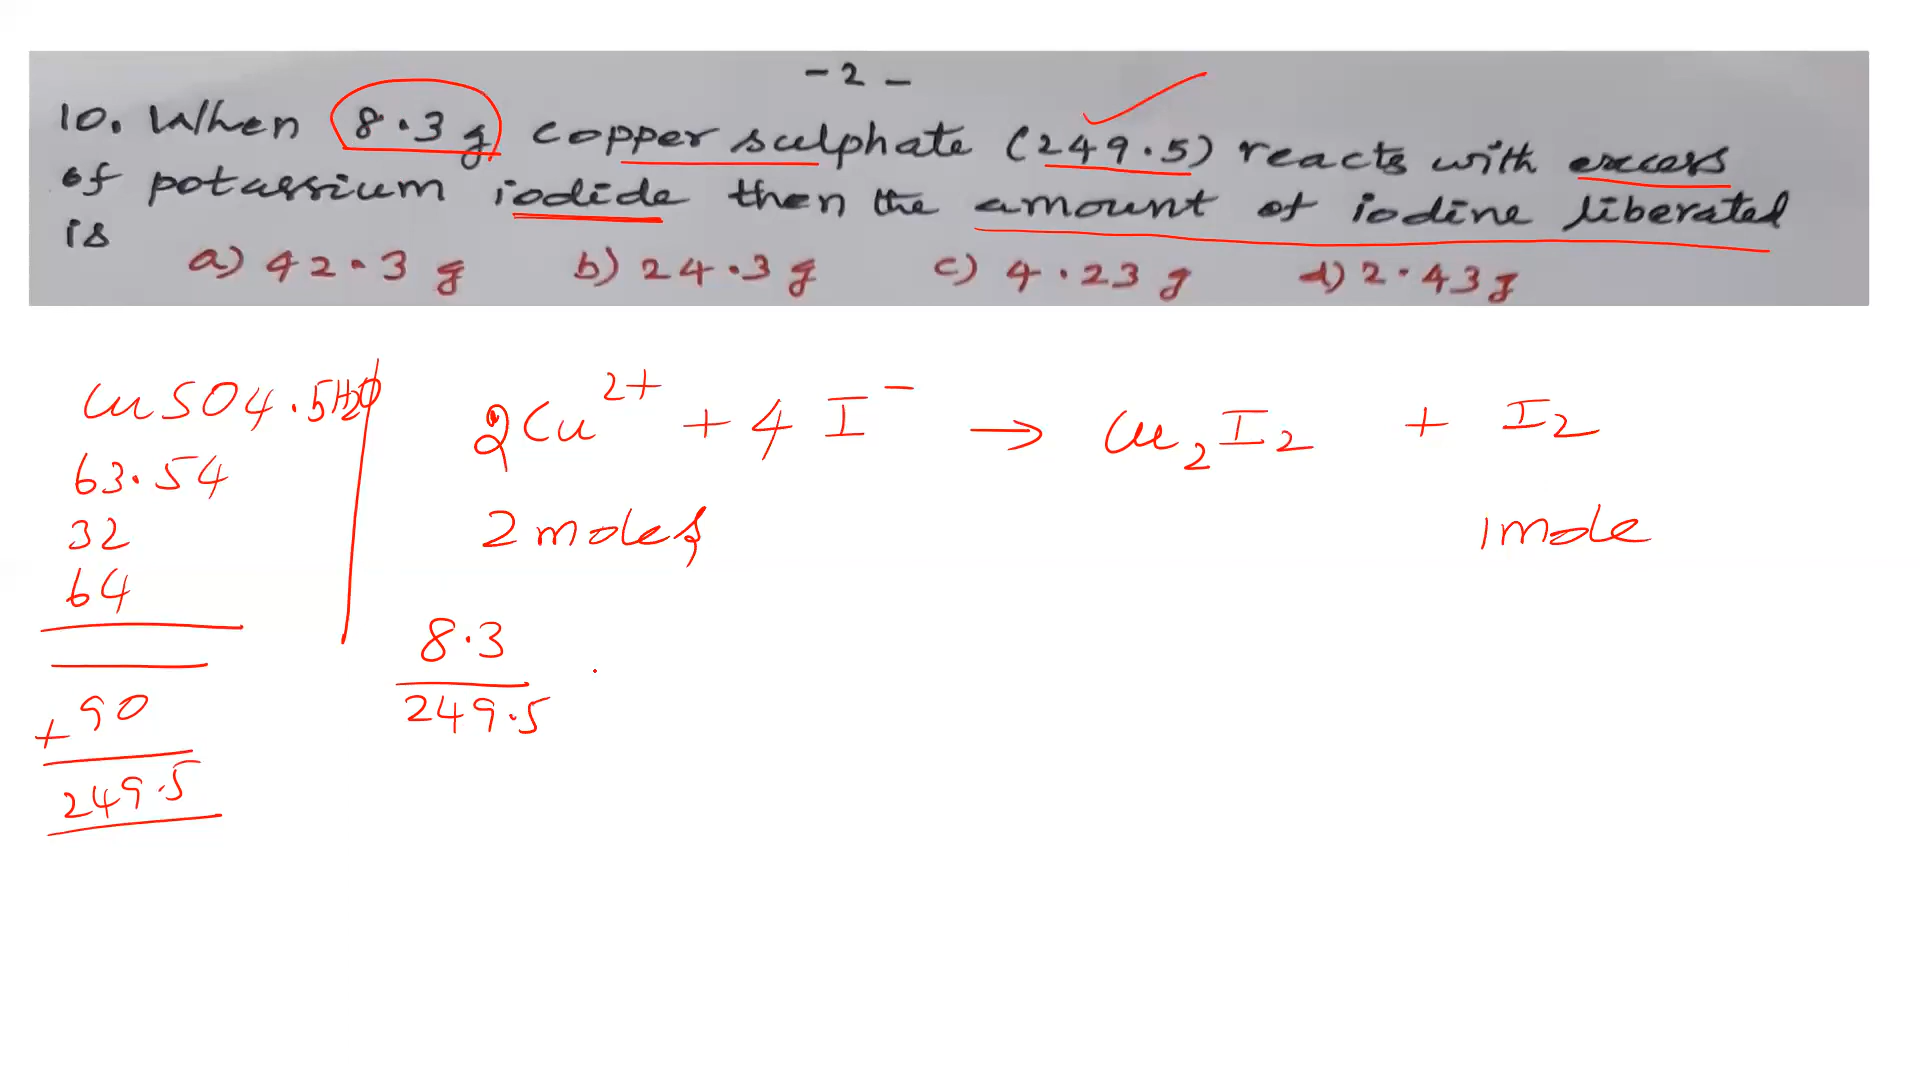 - 2 -
10. When 8.3 g copper sulphate (249.5) reacts with excess
of potassium iodide then the amount of iodine liberated
is
a) 42.3 g b) 24.3 g c) 4.23 g d) 2.43 g
CuSO4.5H2O
63.54
32
64
+ 90
249.5
2Cu2+ + 4 I- → Cu2I2 + I2
2 moles 1 mole
8.3
249.5